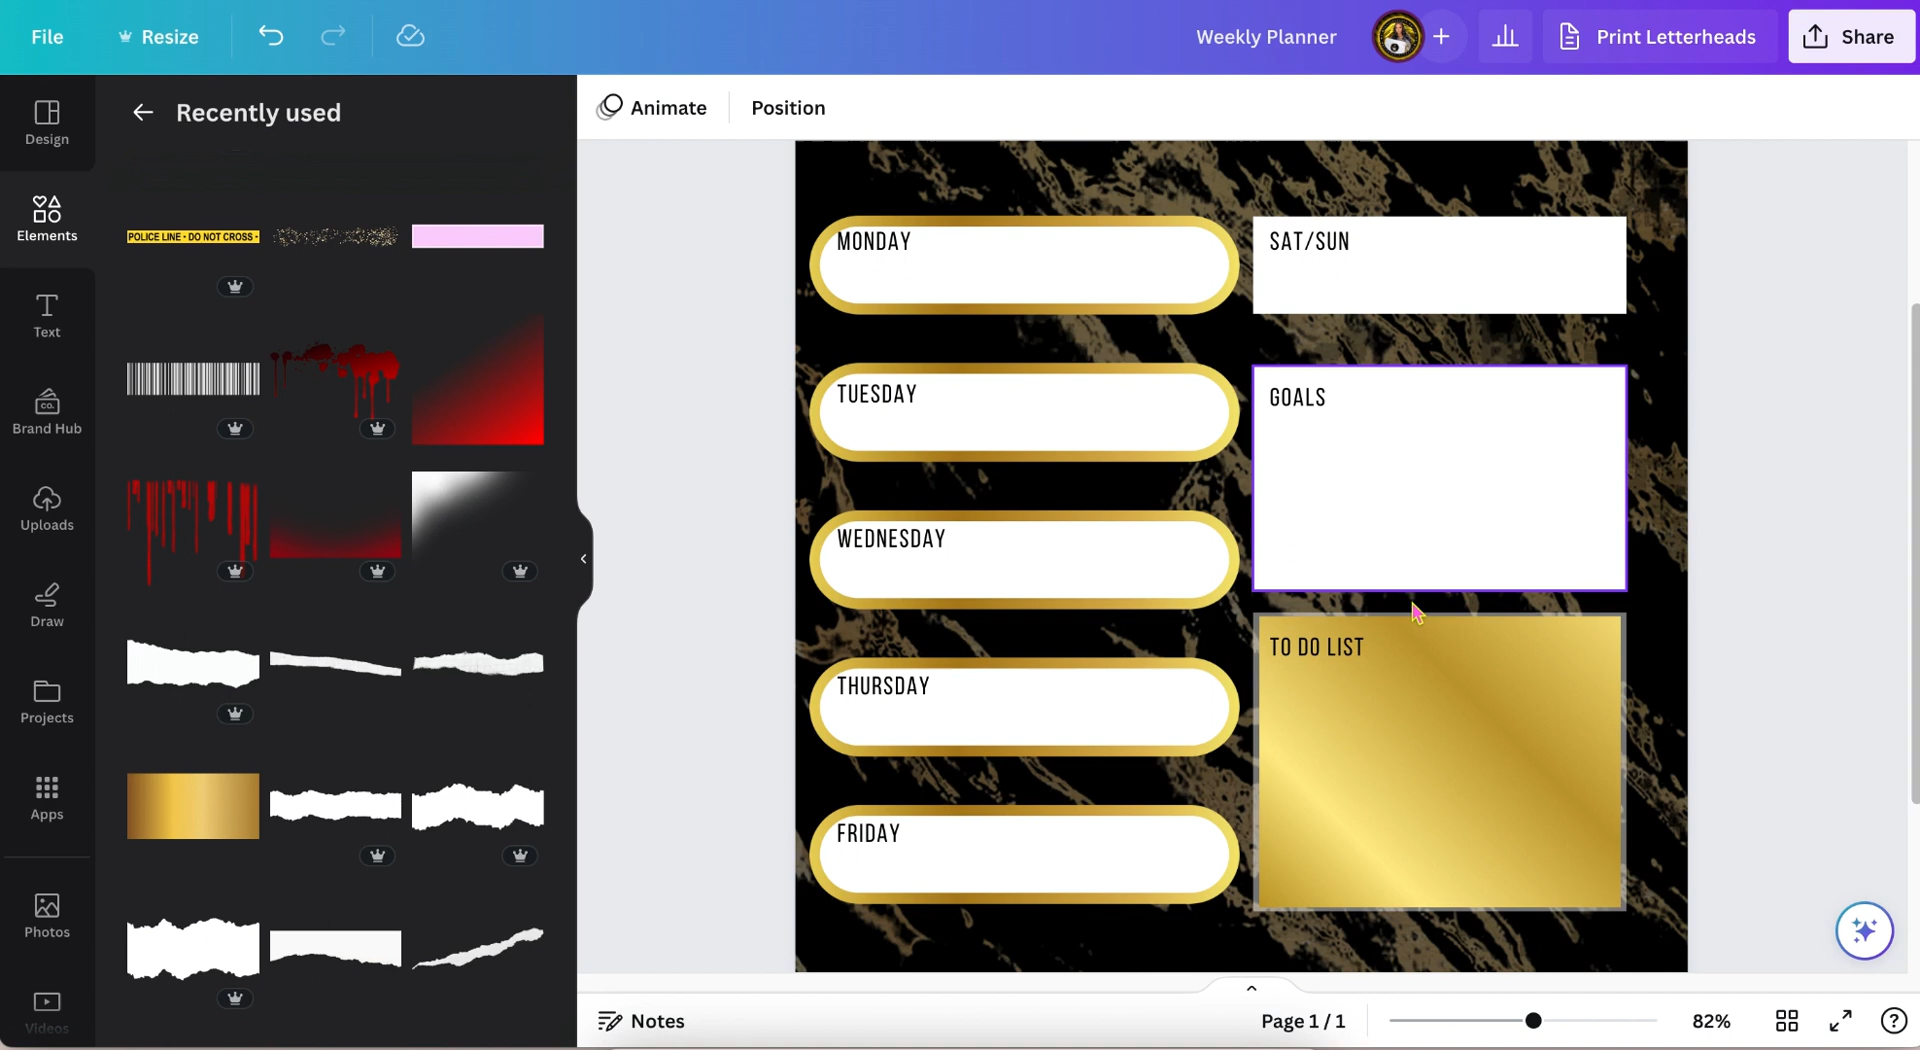 File
Resize
Weekly Planner
Print Letterheads
Share
Design
Elements
Text
Brand Hub
CO.
Uploads
Draw
Projects
Apps
Photos
Videos
Recently used
POLICE LINE - DO NOT CROSS -
Animate
Position
MONDAY
TUESDAY
WEDNESDAY
THURSDAY
FRIDAY
SAT/SUN
GOALS
TO DO LIST
Notes
Page 1 / 1
82%